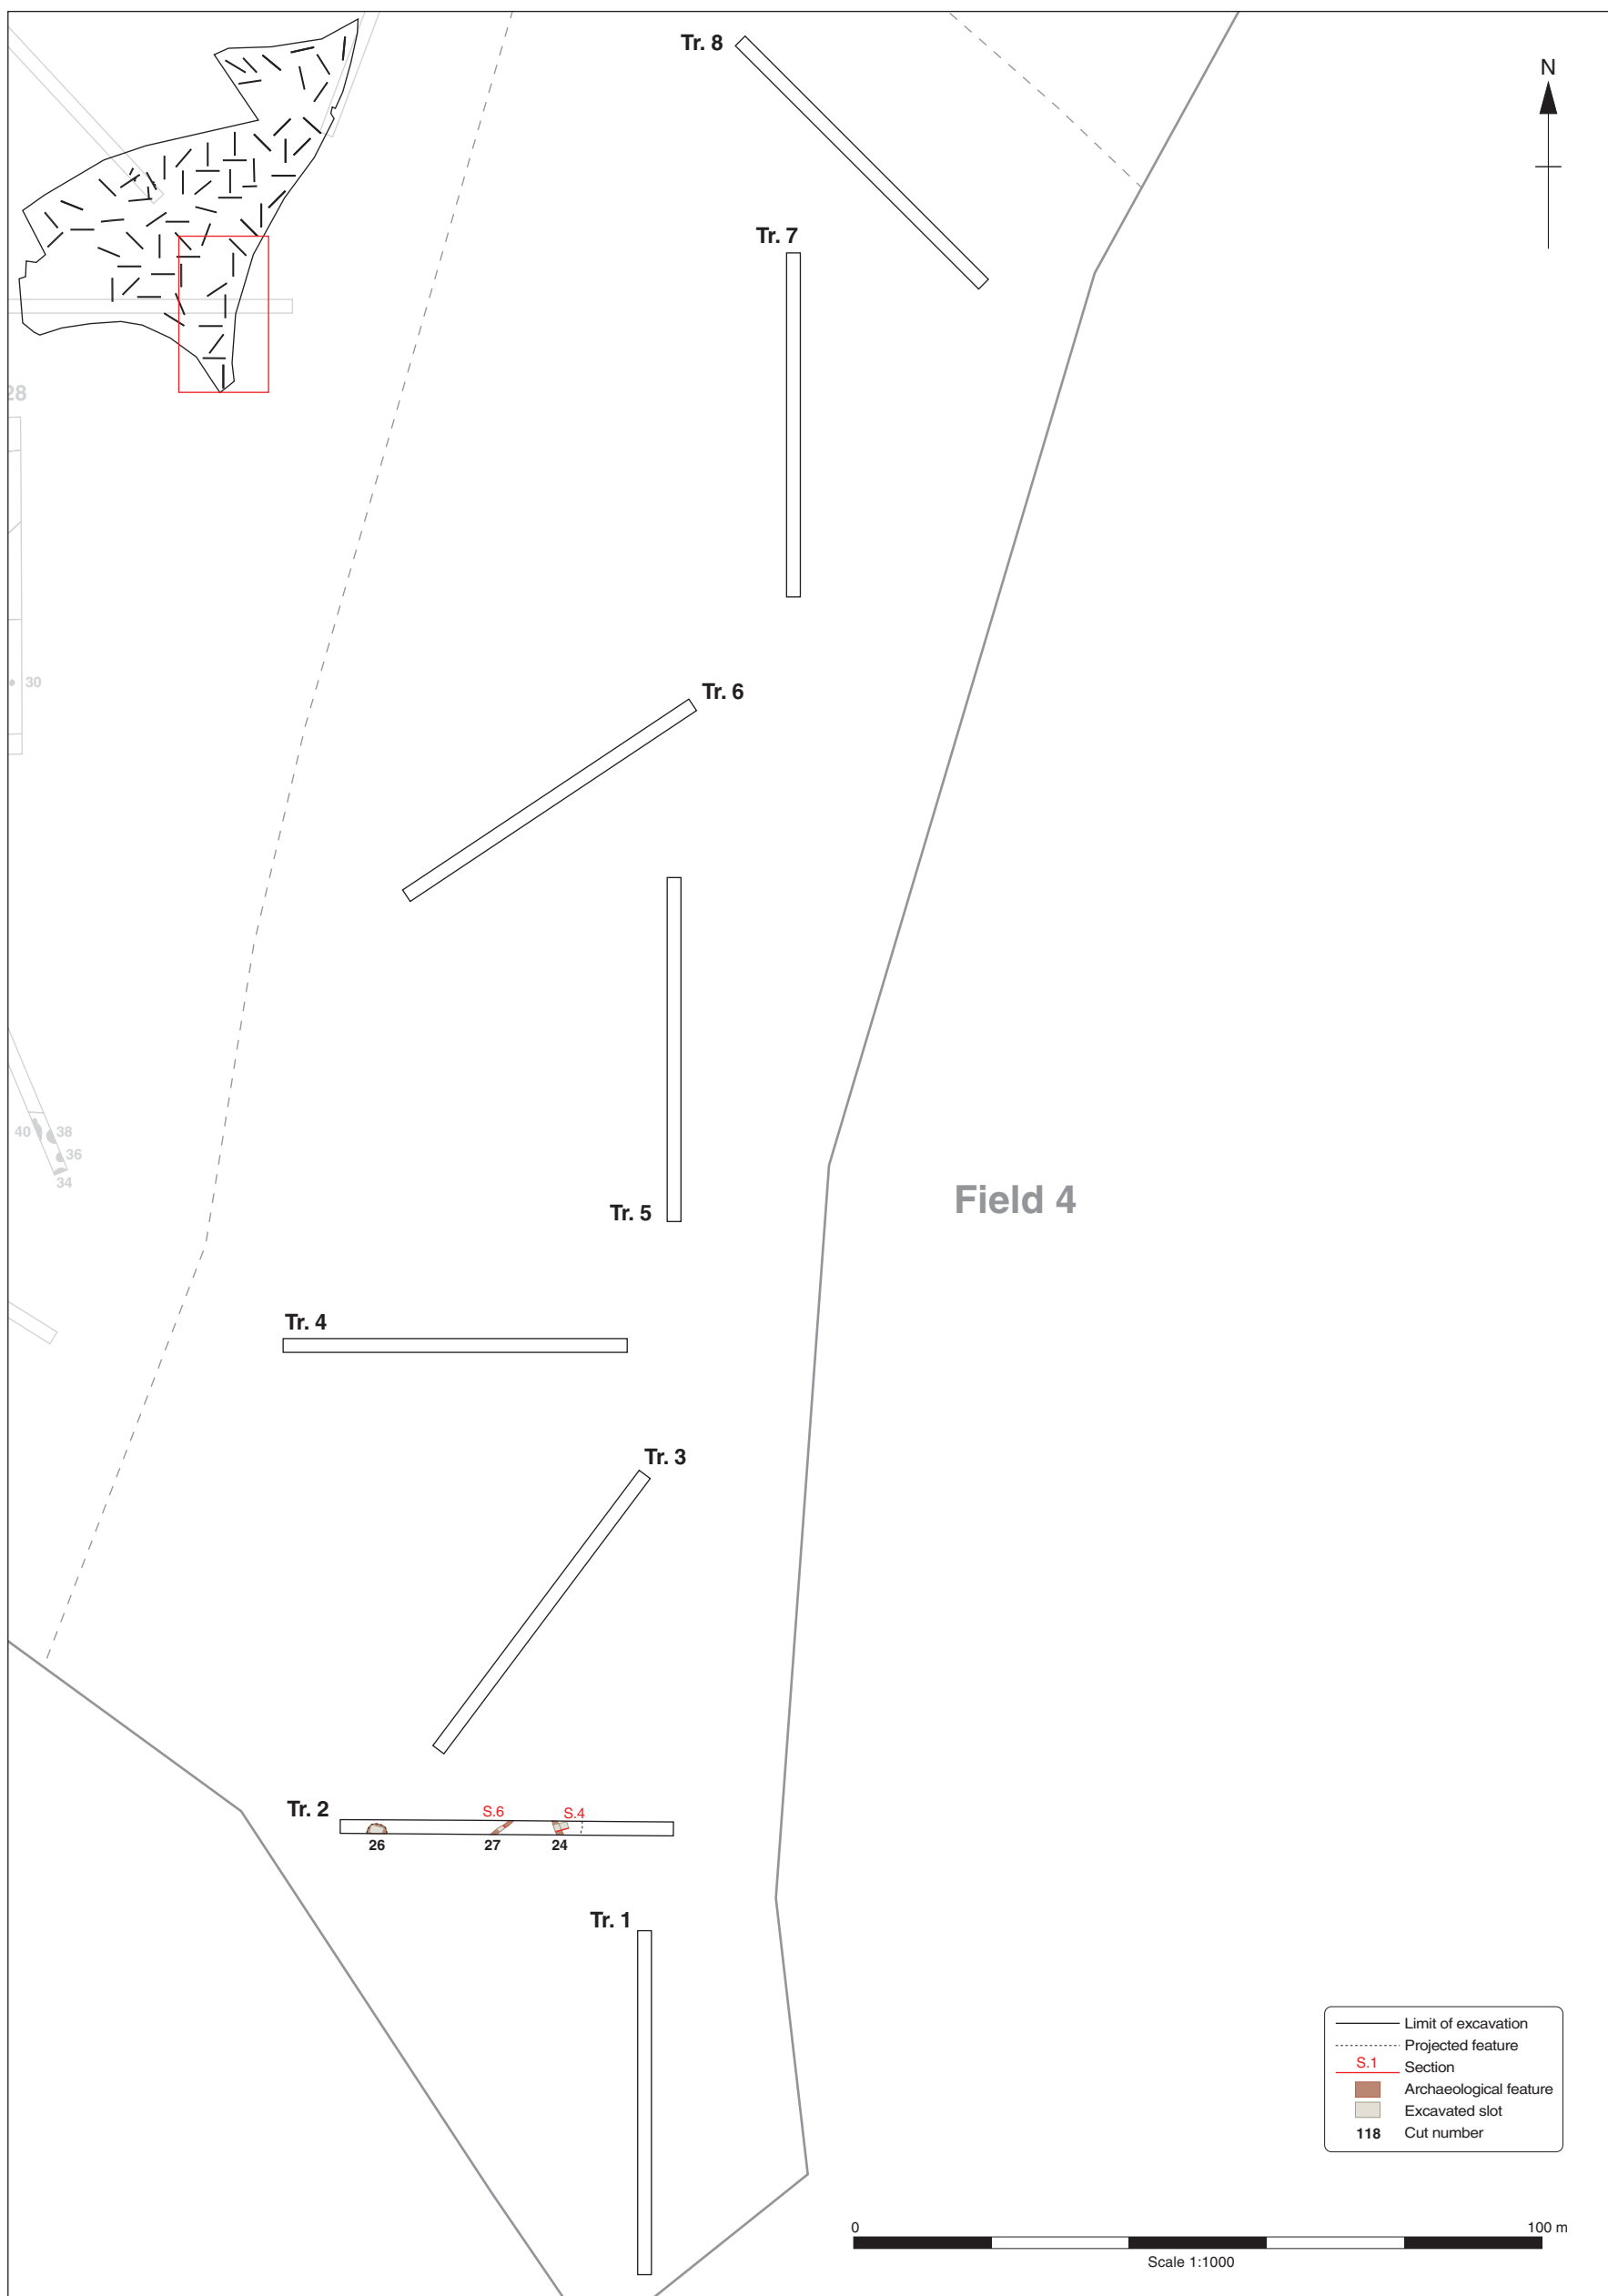 Tr. 8
N
Tr. 7
28
Tr. 6
30
40
38
36
34
Field 4
Tr. 5
Tr. 4
Tr. 3
Tr. 2
S.6
S.4
26
27
24
Tr. 1
Limit of excavation
Projected feature
S.1 Section
Archaeological feature
Excavated slot
118 Cut number
0
100 m
Scale 1:1000